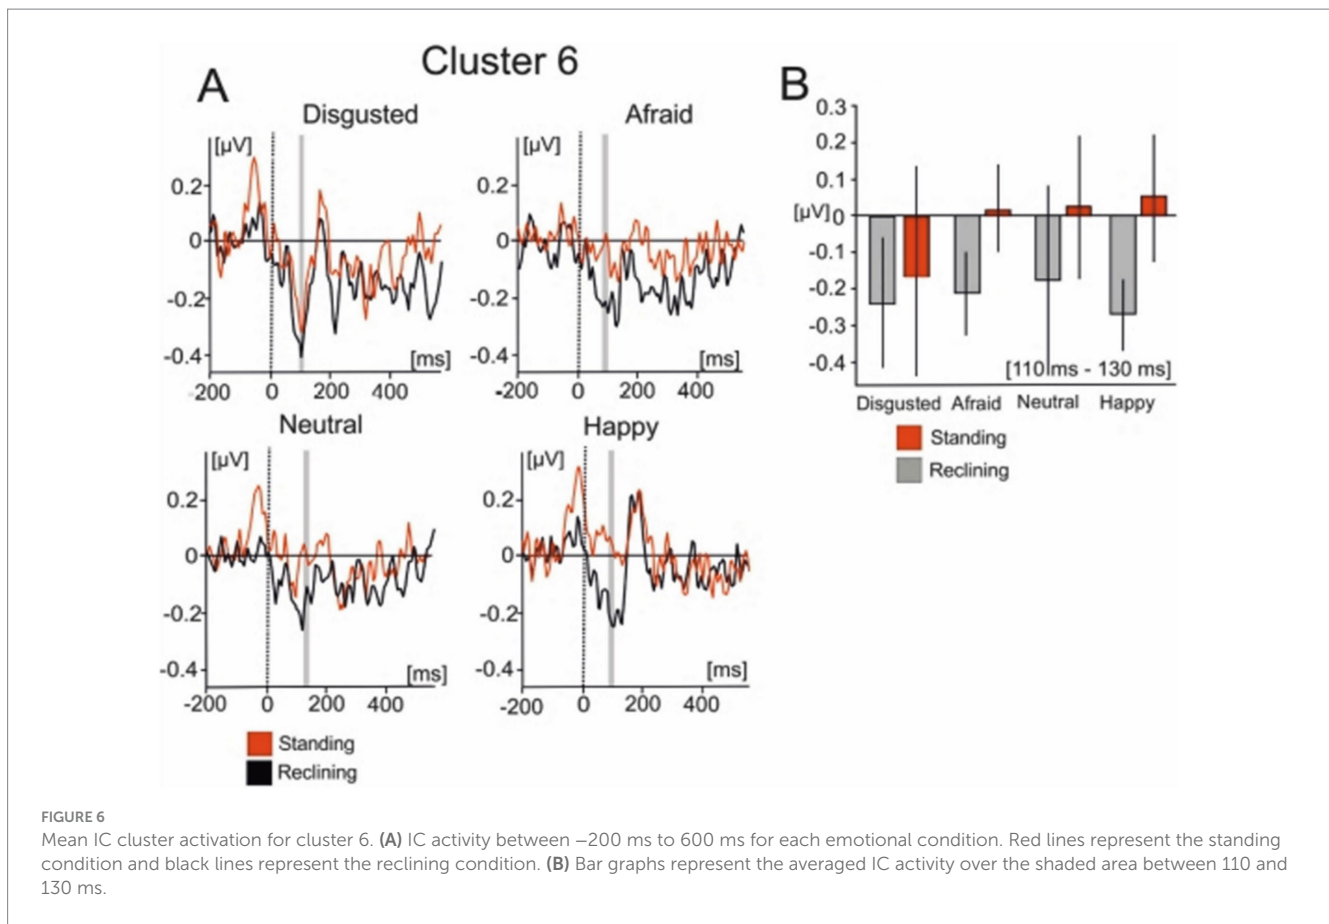 Cluster 6
A
Disgusted
[µV]
0.2
0
-0.2
-0.4
[ms]
-200 0 200 400
Afraid
[µV]
0.2
0
-0.2
-0.4
[ms]
-200 0 200 400
Neutral
[µV]
0.2
0
-0.2
-0.4
[ms]
-200 0 200 400
Happy
[µV]
0.2
0
-0.2
-0.4
[ms]
-200 0 200 400
Standing
Reclining
B
0.3
0.2
0.1
[µV] 0
-0.1
-0.2
-0.3
-0.4
[110 ms - 130 ms]
Disgusted Afraid Neutral Happy
Standing
Reclining
FIGURE 6
Mean IC cluster activation for cluster 6. (A) IC activity between −200 ms to 600 ms for each emotional condition. Red lines represent the standing
condition and black lines represent the reclining condition. (B) Bar graphs represent the averaged IC activity over the shaded area between 110 and
130 ms.